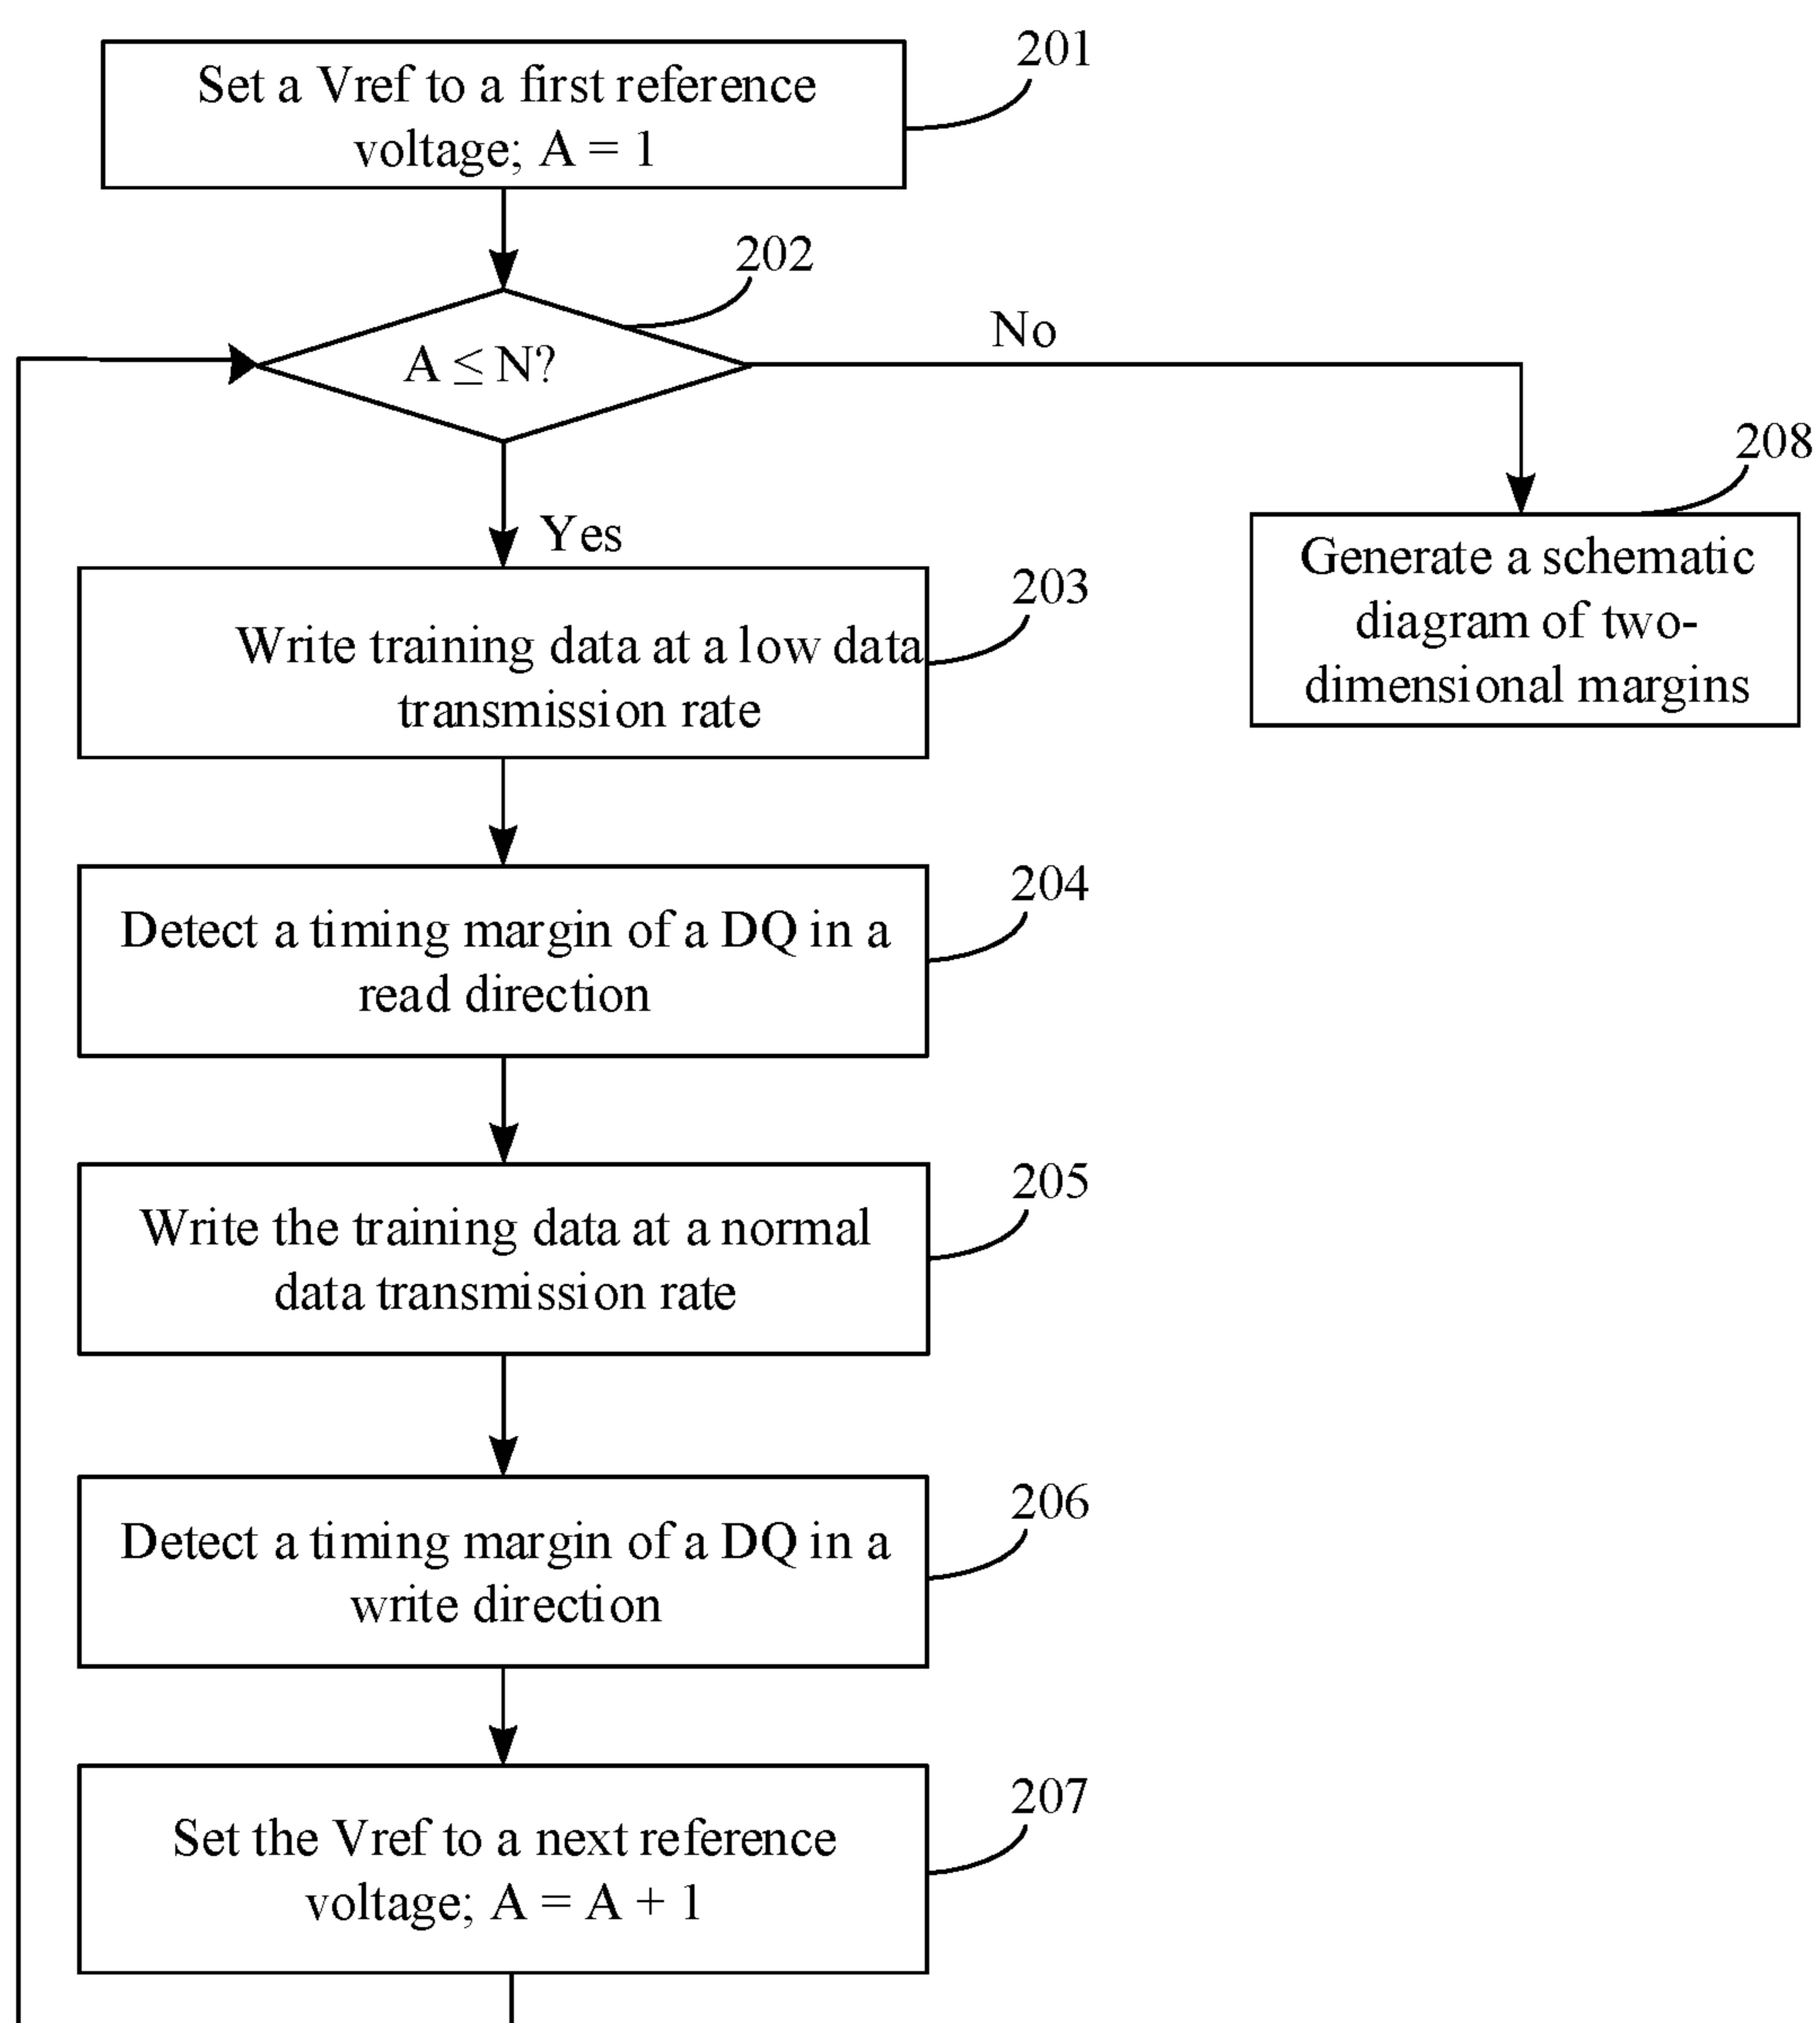 201
Set a Vref to a first reference
voltage; A = 1
202
A ≤ N?
No
Yes
208
Generate a schematic
diagram of two-
dimensional margins
203
Write training data at a low data
transmission rate
204
Detect a timing margin of a DQ in a
read direction
205
Write the training data at a normal
data transmission rate
206
Detect a timing margin of a DQ in a
write direction
207
Set the Vref to a next reference
voltage; A = A + 1